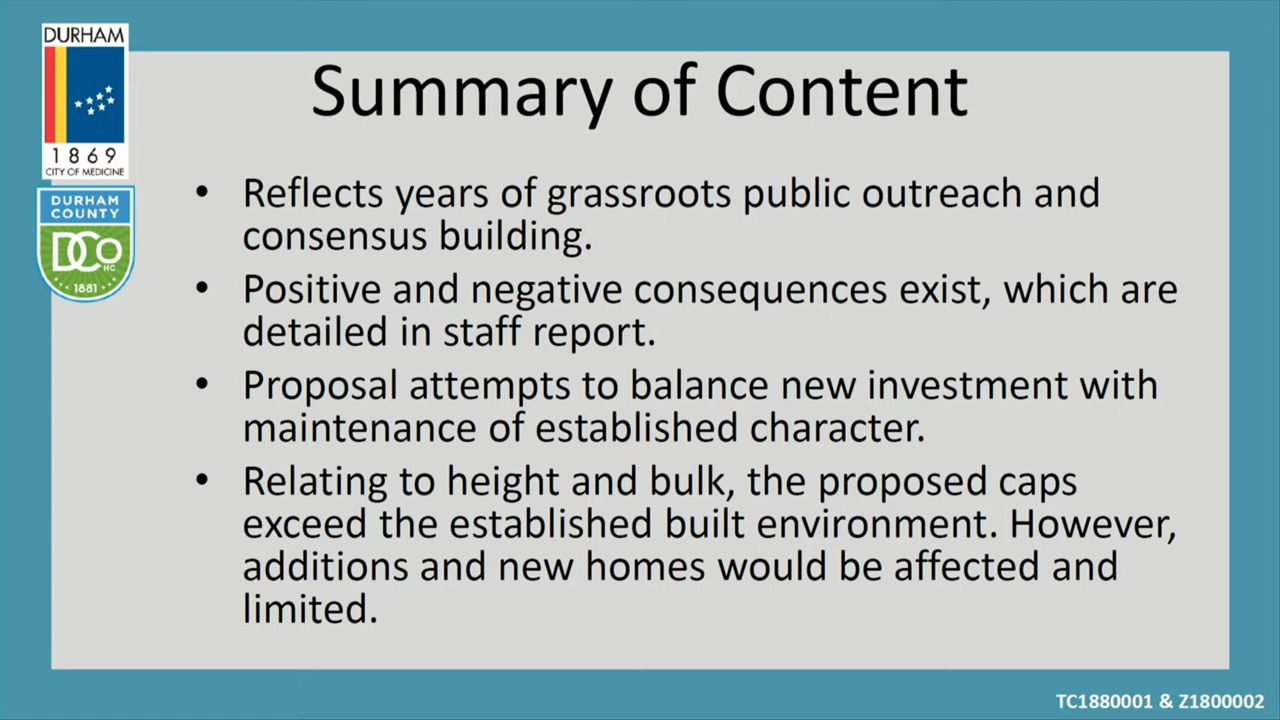 DURHAM
1869
CITY OF MEDICINE
DURHAM
COUNTY
DCo
NC
1881
Summary of Content
• Reflects years of grassroots public outreach and
consensus building.
• Positive and negative consequences exist, which are
detailed in staff report.
• Proposal attempts to balance new investment with
maintenance of established character.
• Relating to height and bulk, the proposed caps
exceed the established built environment. However,
additions and new homes would be affected and
limited.
TC1880001 & Z1800002